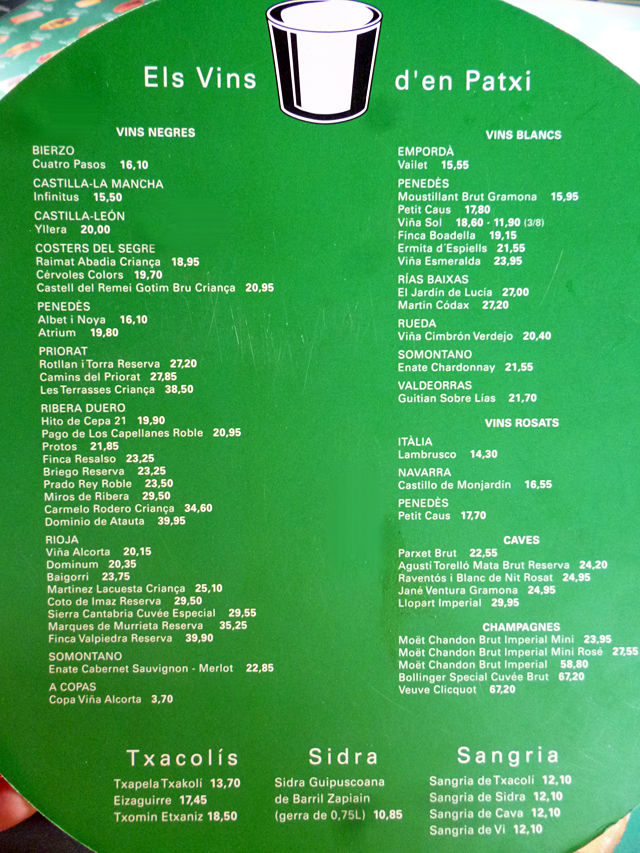 Els Vins d'en Patxi
VINS NEGRES
BIERZO
Cuatro Pasos 16,10
CASTILLA-LA MANCHA
Infinitus 15,50
CASTILLA-LEÓN
Yllera 20,00
COSTERS DEL SEGRE
Raimat Abadia Criança 18,95
Cérvoles Colors 19,70
Castell del Remei Gotim Bru Criança 20,95
PENEDÈS
Albet i Noya 16,10
Atrium 19,80
PRIORAT
Rotllan i Torra Reserva 27,20
Camins del Priorat 27,85
Les Terrasses Criança 38,50
RIBERA DUERO
Hito de Cepa 21 19,90
Pago de Los Capellanes Roble 20,95
Protos 21,85
Finca Resalso 23,25
Briego Reserva 23,25
Prado Rey Roble 23,50
Miros de Ribera 29,50
Carmelo Rodero Criança 34,60
Dominio de Atauta 39,95
RIOJA
Viña Alcorta 20,15
Dominum 20,35
Baigorri 23,75
Martinez Lacuesta Criança 25,10
Coto de Imaz Reserva 29,50
Sierra Cantabria Cuvée Especial 29,55
Marques de Murrieta Reserva 35,25
Finca Valpiedra Reserva 39,90
SOMONTANO
Enate Cabernet Sauvignon - Merlot 22,85
A COPAS
Copa Viña Alcorta 3,70
VINS BLANCS
EMPORDÀ
Vailet 15,55
PENEDÈS
Moustillant Brut Gramona 15,95
Petit Caus 17,80
Viña Sol 18,60 - 11,90 (3/8)
Finca Boadella 19,15
Ermita d´Espiells 21,55
Viña Esmeralda 23,95
RÍAS BAIXAS
El Jardín de Lucía 27,00
Martin Códax 27,20
RUEDA
Viña Cimbrón Verdejo 20,40
SOMONTANO
Enate Chardonnay 21,55
VALDEORRAS
Guitian Sobre Lías 21,70
VINS ROSATS
ITÀLIA
Lambrusco 14,30
NAVARRA
Castillo de Monjardín 16,55
PENEDÈS
Petit Caus 17,70
CAVES
Parxet Brut 22,55
Agustí Torelló Mata Brut Reserva 24,20
Raventós i Blanc de Nit Rosat 24,95
Jané Ventura Gramona 24,95
Llopart Imperial 29,95
CHAMPAGNES
Moët Chandon Brut Imperial Mini 23,95
Moët Chandon Brut Imperial Mini Rosé 27,55
Moët Chandon Brut Imperial 58,80
Bollinger Special Cuvée Brut 67,20
Veuve Clicquot 67,20
Txacolís
Txapela Txakolí 13,70
Eizaguirre 17,45
Txomin Etxaniz 18,50
Sidra
Sidra Guipuscoana
de Barril Zapiain
(gerra de 0,75L) 10,85
Sangria
Sangria de Txacolí 12,10
Sangria de Sidra 12,10
Sangria de Cava 12,10
Sangria de Vi 12,10